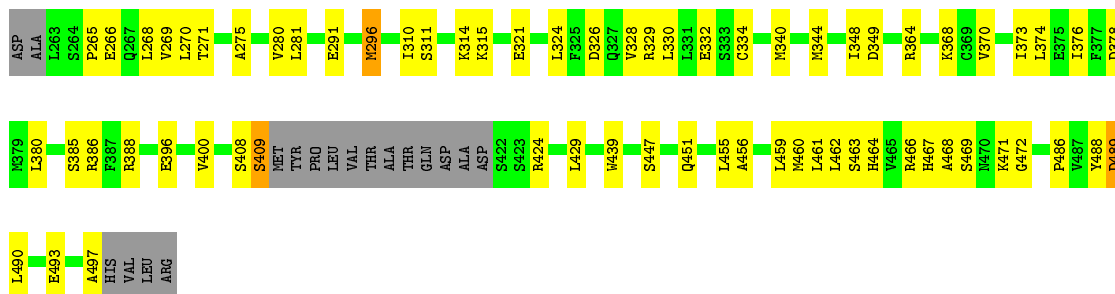 ASP ALA L263 S264 P265 E266 Q267 L268 V269 L270 T271 A275 V280 L281 E291 M296 I310 S311 K314 K315 E321 L324 F325 D326 Q327 V328 R329 L330 L331 E332 S333 C334 M340 M344 I348 D349 R364 K368 C369 V370 I373 L374 E375 I376 F377
M379 L380 S385 R386 F387 R388 E396 V400 S408 S409 MET TYR PRO LEU VAL THR ALA THR GLN ASP ALA ASP S422 S423 R424 L429 W439 S447 Q451 L455 A456 L459 M460 L461 L462 S463 H464 V465 R466 H467 A468 S469 N470 K471 G472 P486 V487 Y488
L490 E493 A497 HIS VAL LEU ARG